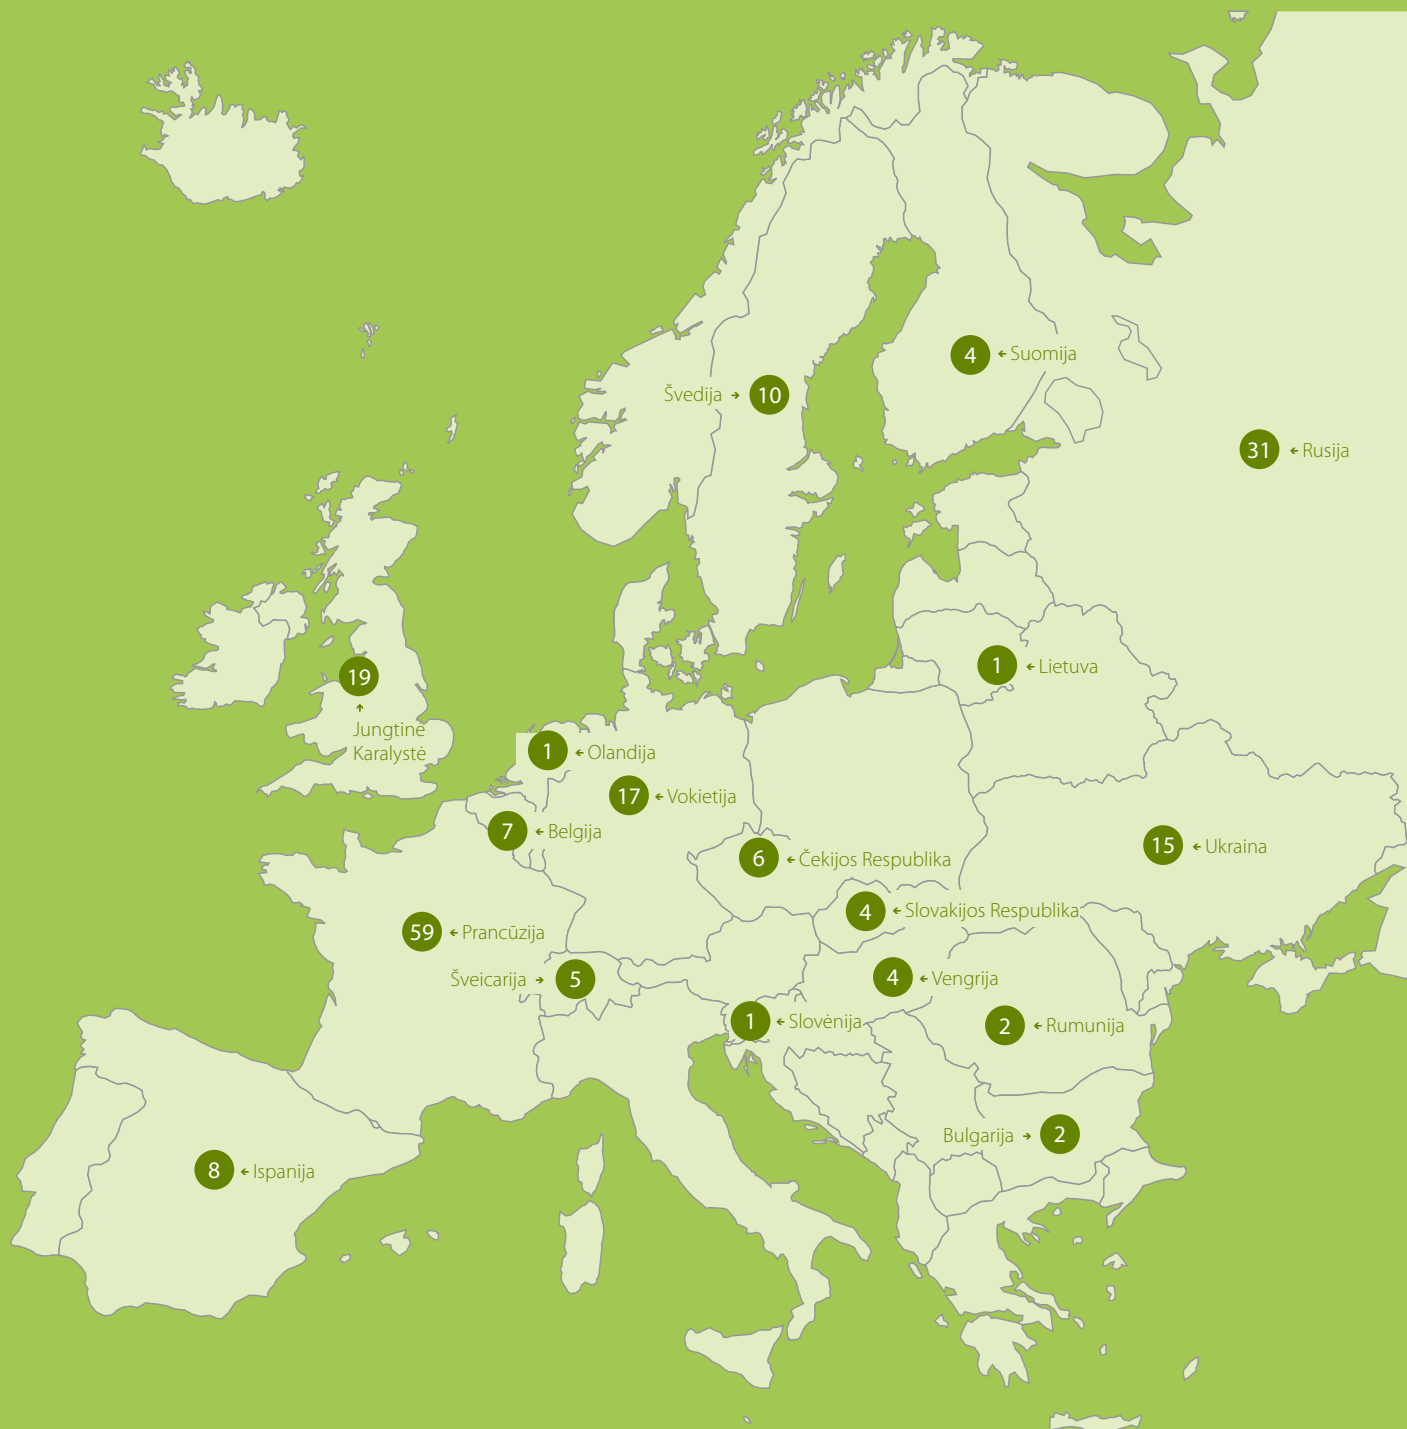 4 Suomija
Švedija 10
31 Rusija
1 Lietuva
19
Jungtinė
Karalystė
1 Olandija
17 Vokietija
7 Belgija
15 Ukraina
6 Čekijos Respublika
4 Slovakijos Respublika
59 Prancūzija
Šveicarija 5
4 Vengrija
1 Slovėnija
2 Rumunija
Bulgarija 2
8 Ispanija